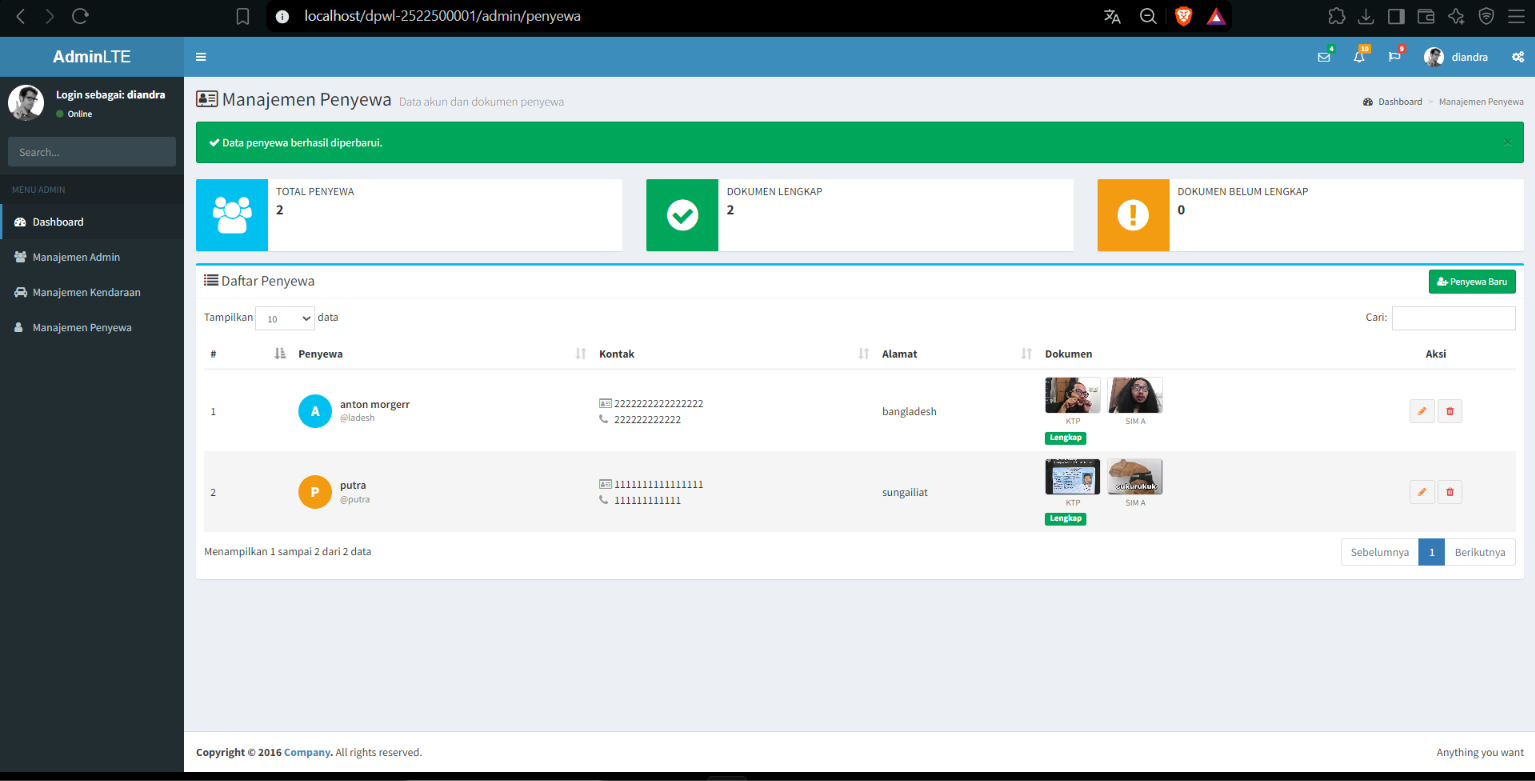 localhost/dpwl-2522500001/admin/penyewa
AdminLTE
4
10
9
diandra
Login sebagai: diandra
Online
Search...
MENU ADMIN
Dashboard
Manajemen Admin
Manajemen Kendaraan
Manajemen Penyewa
Manajemen Penyewa Data akun dan dokumen penyewa
Dashboard > Manajemen Penyewa
Data penyewa berhasil diperbarui.
×
TOTAL PENYEWA
2
DOKUMEN LENGKAP
2
DOKUMEN BELUM LENGKAP
0
Daftar Penyewa
Penyewa Baru
Tampilkan 10 data
Cari:
# Penyewa Kontak Alamat Dokumen Aksi
1
A
anton morgerr
@ladesh
2222222222222222
222222222222
bangladesh
KTP SIM A
Lengkap
2
P
putra
@putra
1111111111111111
111111111111
sungailiat
cukurukuk
KTP SIM A
Lengkap
Menampilkan 1 sampai 2 dari 2 data
Sebelumnya 1 Berikutnya
Copyright © 2016 Company. All rights reserved.
Anything you want